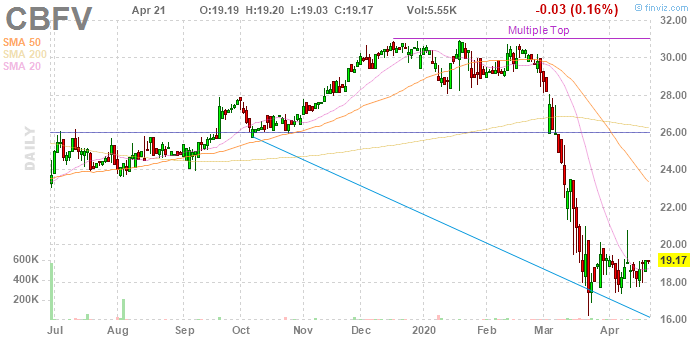 CBFV
Apr 21 O:19.19 H:19.20 L:19.03 C:19.17 Vol:5.55K -0.03 (0.16%)
© finviz.com
SMA 50
SMA 200
SMA 20
DAILY
Multiple Top
32.00
30.00
28.00
26.00
24.00
22.00
20.00
19.17
18.00
16.00
600K
400K
200K
Jul Aug Sep Oct Nov Dec 2020 Feb Mar Apr